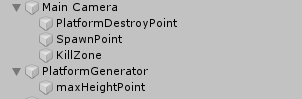 Main Camera
PlatformDestroyPoint
SpawnPoint
KillZone
PlatformGenerator
maxHeightPoint